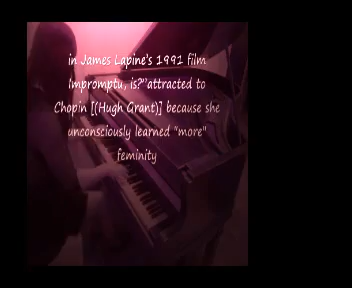 in James Lapine's 1991 film
Impromptu, is?"attracted to
Chopin [(Hugh Grant)] because she
unconsciously learned "more"
feminity